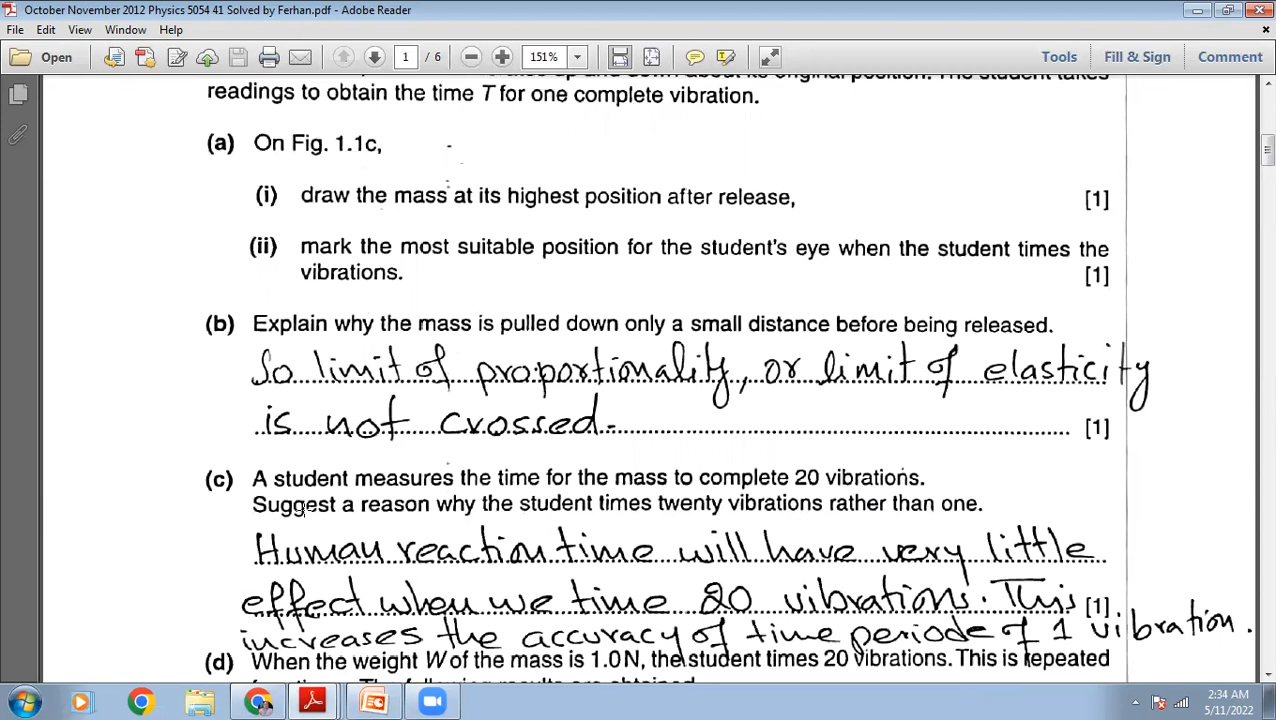 October November 2012 Physics 5054 41 Solved by Ferhan.pdf - Adobe Reader
File Edit View Window Help
Open 1 / 6 151% Tools Fill & Sign Comment
readings to obtain the time T for one complete vibration.
(a) On Fig. 1.1c,
(i) draw the mass at its highest position after release, [1]
(ii) mark the most suitable position for the student's eye when the student times the
vibrations. [1]
(b) Explain why the mass is pulled down only a small distance before being released.
So limit of proportionality, or limit of elasticity
is not crossed. [1]
(c) A student measures the time for the mass to complete 20 vibrations.
Suggest a reason why the student times twenty vibrations rather than one.
Human reaction time will have very little
effect when we time 20 vibrations. This [1]
increases the accuracy of time periode of 1 vibration.
(d) When the weight W of the mass is 1.0 N, the student times 20 vibrations. This is repeated
2:34 AM
5/11/2022